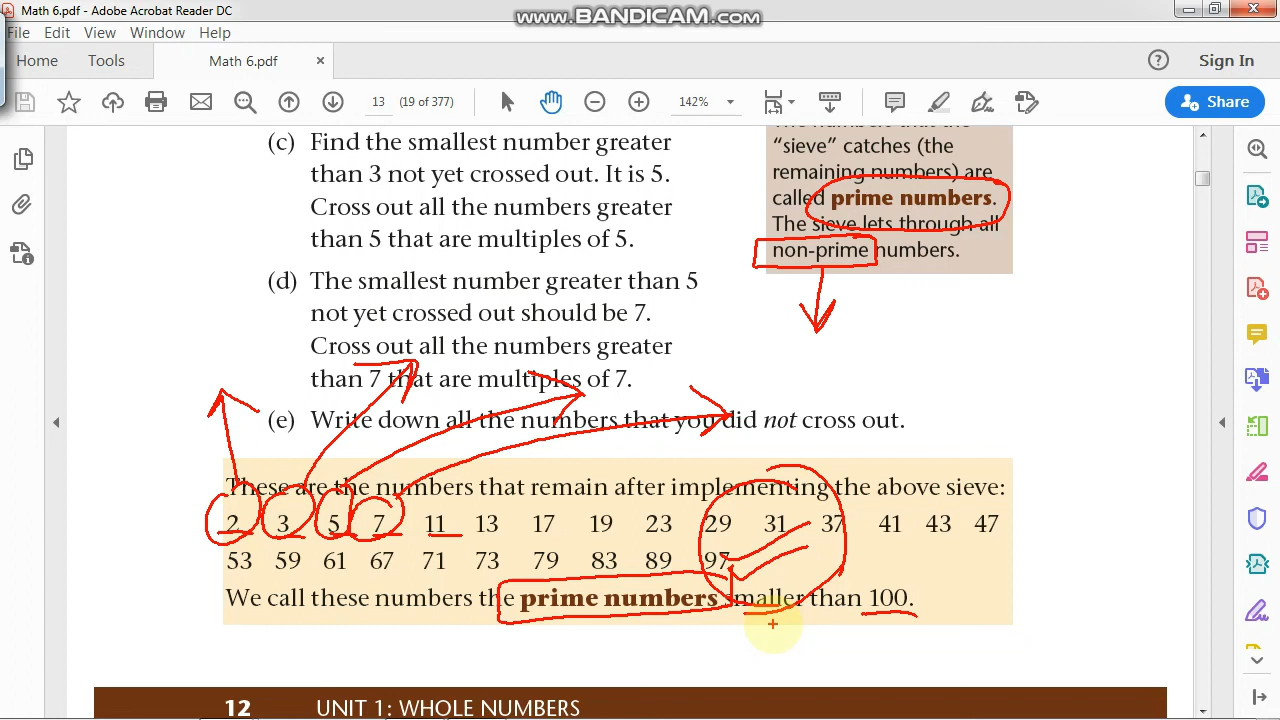 Math 6.pdf - Adobe Acrobat Reader DC
www.BANDICAM.com
File Edit View Window Help
Home Tools Math 6.pdf × ? Sign In
13 (19 of 377) 142% Share
(c) Find the smallest number greater
than 3 not yet crossed out. It is 5.
Cross out all the numbers greater
than 5 that are multiples of 5.
(d) The smallest number greater than 5
not yet crossed out should be 7.
Cross out all the numbers greater
than 7 that are multiples of 7.
(e) Write down all the numbers that you did not cross out.
“sieve” catches (the
remaining numbers) are
called prime numbers.
The sieve lets through all
non-prime numbers.
These are the numbers that remain after implementing the above sieve:
2 3 5 7 11 13 17 19 23 29 31 37 41 43 47
53 59 61 67 71 73 79 83 89 97
We call these numbers the prime numbers smaller than 100.
12 UNIT 1: WHOLE NUMBERS